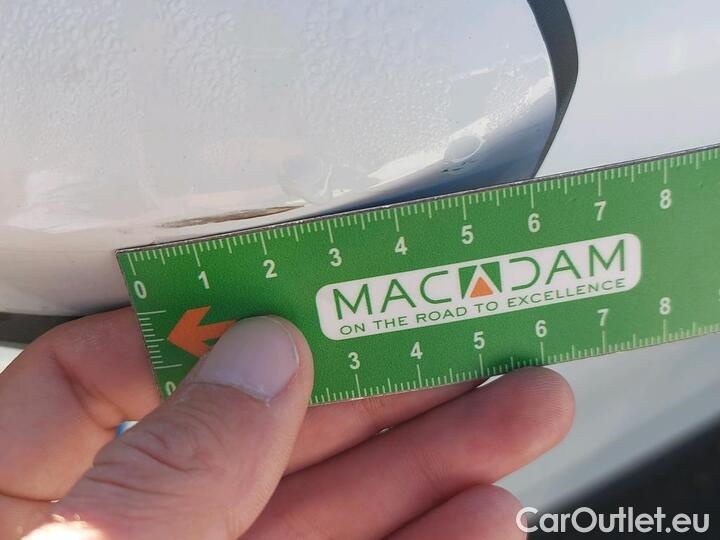 0 1 2 3 4 5 6 7 8
MACADAM
ON THE ROAD TO EXCELLENCE
0 3 4 5 6 7 8
CarOutlet.eu